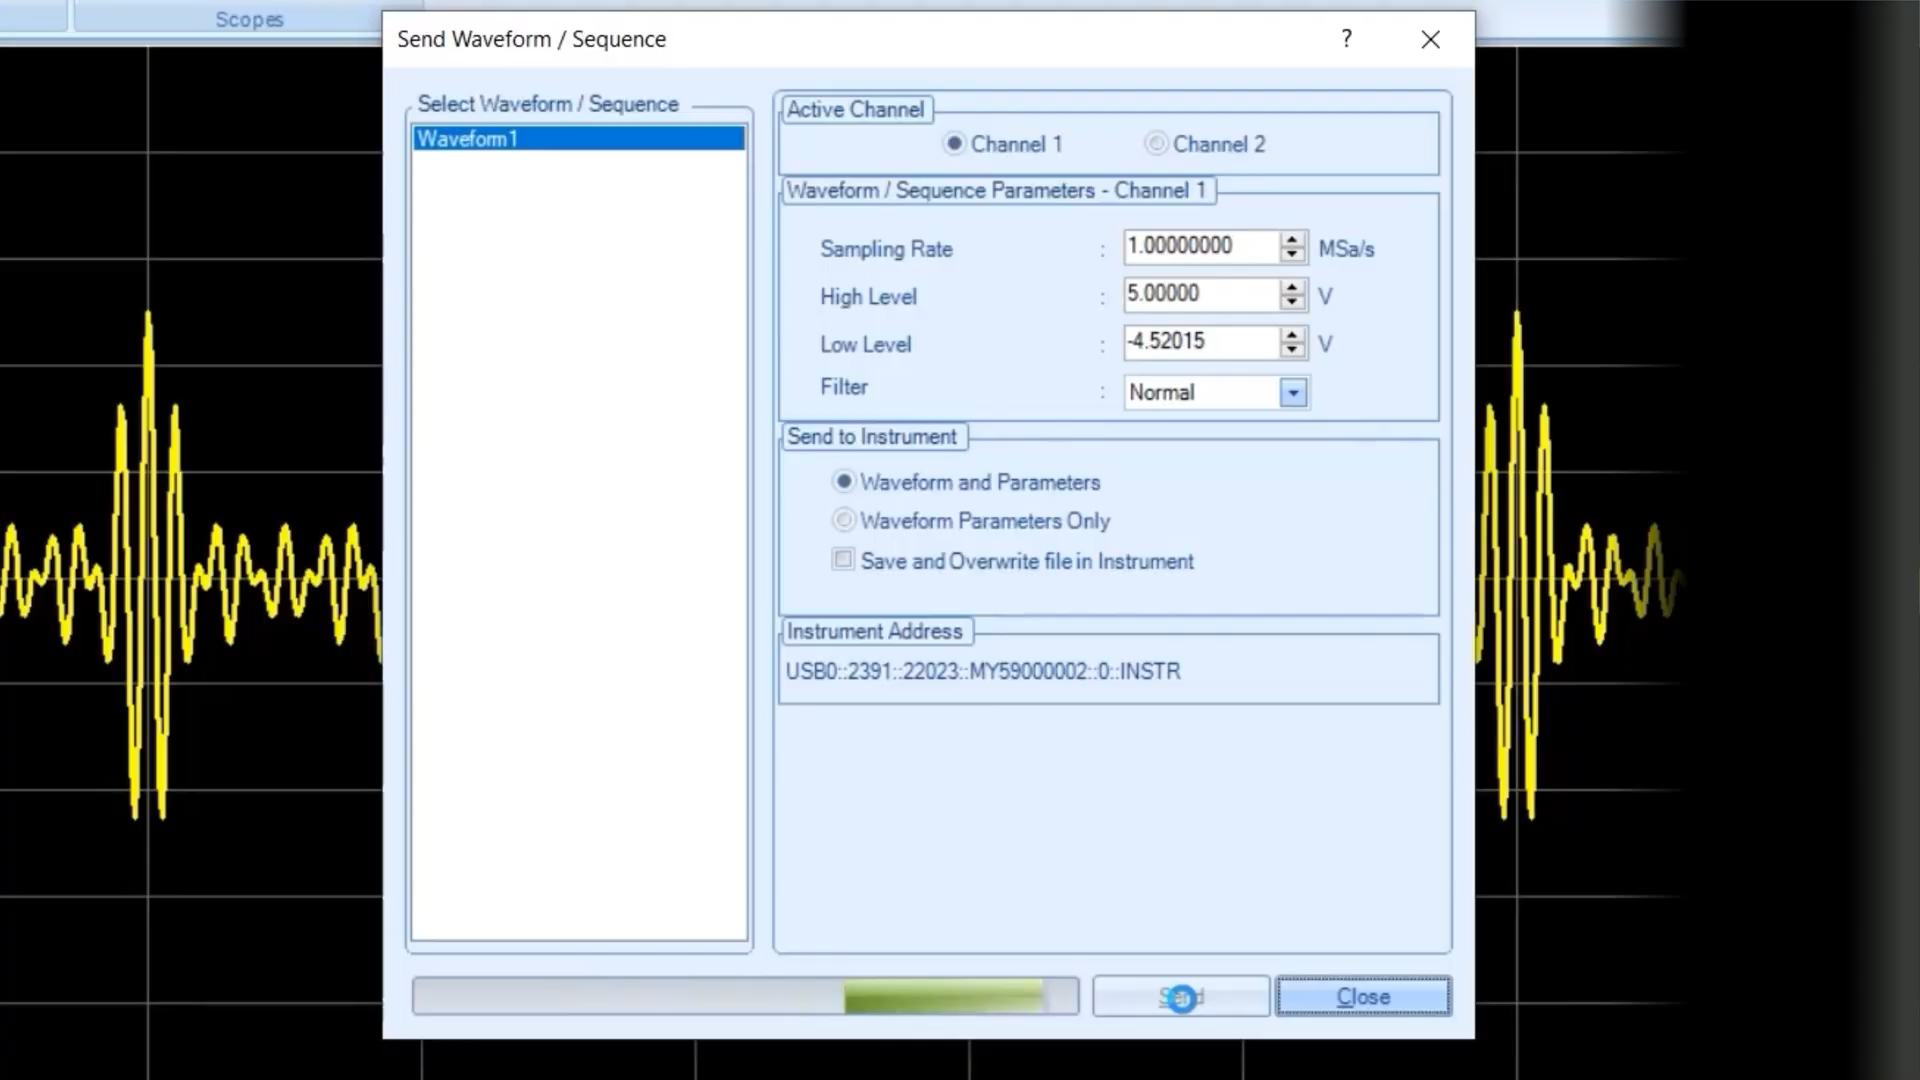 Scopes
Send Waveform / Sequence
?
Select Waveform / Sequence
Waveform1
Active Channel
Channel 1
Channel 2
Waveform / Sequence Parameters - Channel 1
Sampling Rate : 1.00000000 MSa/s
High Level : 5.00000 V
Low Level : -4.52015 V
Filter : Normal
Send to Instrument
Waveform and Parameters
Waveform Parameters Only
Save and Overwrite file in Instrument
Instrument Address
USB0::2391::22023::MY59000002::0::INSTR
Send
Close